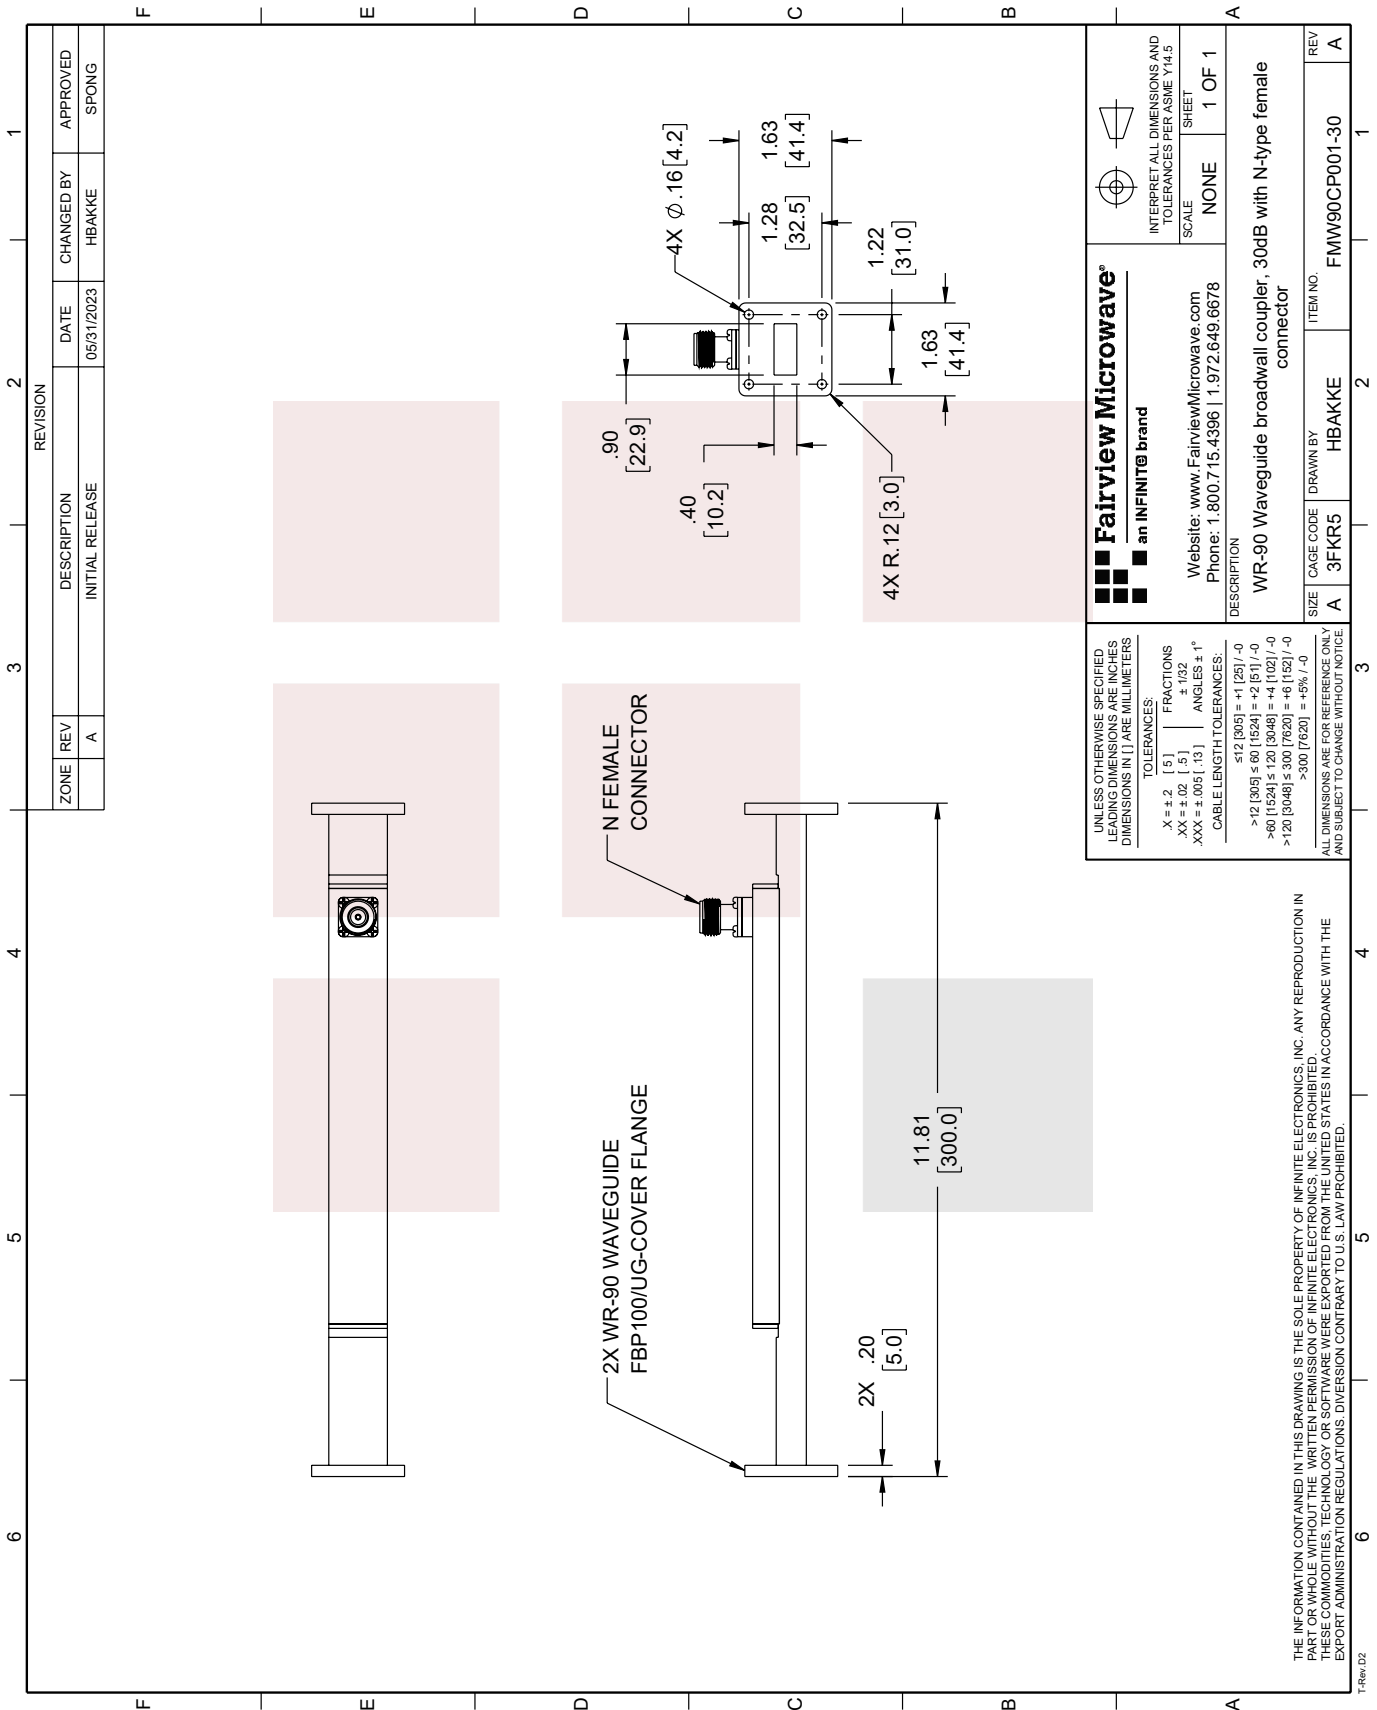 REVISION
ZONE REV DESCRIPTION DATE CHANGED BY APPROVED
A INITIAL RELEASE 05/31/2023 HBAKKE SPONG
6 5 4 3 2 1
F
E
D
C
B
A
F
E
D
C
B
A
2X WR-90 WAVEGUIDE
FBP100/UG-COVER FLANGE
N FEMALE
CONNECTOR
2X .20
[5.0]
11.81
[300.0]
.90
[22.9]
.40
[10.2]
4X R.12 [3.0]
4X Ø.16 [4.2]
1.28
[32.5]
1.63
[41.4]
1.22
[31.0]
1.63
[41.4]
UNLESS OTHERWISE SPECIFIED
LEADING DIMENSIONS ARE INCHES
DIMENSIONS IN [ ] ARE MILLIMETERS
TOLERANCES:
.X = ± .2 [ 5 ] FRACTIONS
.XX = ± .02 [ .5 ] ± 1/32
.XXX = ± .005 [ .13 ] ANGLES ± 1°
CABLE LENGTH TOLERANCES:
≤12 [305] = +1 [25] / -0
>12 [305] ≤ 60 [1524] = +2 [51] / -0
>60 [1524] ≤ 120 [3048] = +4 [102] / -0
>120 [3048] ≤ 300 [7620] = +6 [152] / -0
>300 [7620] = +5% / -0
ALL DIMENSIONS ARE FOR REFERENCE ONLY
AND SUBJECT TO CHANGE WITHOUT NOTICE.
Fairview Microwave®
an INFINIT® brand
Website: www.FairviewMicrowave.com
Phone: 1.800.715.4396 | 1.972.649.6678
INTERPRET ALL DIMENSIONS AND
TOLERANCES PER ASME Y14.5
SCALE SHEET
NONE 1 OF 1
DESCRIPTION
WR-90 Waveguide broadwall coupler, 30dB with N-type female
connector
SIZE CAGE CODE DRAWN BY ITEM NO. REV
A 3FKR5 HBAKKE FMW90CP001-30 A
THE INFORMATION CONTAINED IN THIS DRAWING IS THE SOLE PROPERTY OF INFINITE ELECTRONICS, INC. ANY REPRODUCTION IN
PART OR WHOLE WITHOUT THE WRITTEN PERMISSION OF INFINITE ELECTRONICS, INC. IS PROHIBITED.
THESE COMMODITIES, TECHNOLOGY OR SOFTWARE WERE EXPORTED FROM THE UNITED STATES IN ACCORDANCE WITH THE
EXPORT ADMINISTRATION REGULATIONS. DIVERSION CONTRARY TO U.S. LAW PROHIBITED.
6 5 4 3 2 1
T-Rev.D2